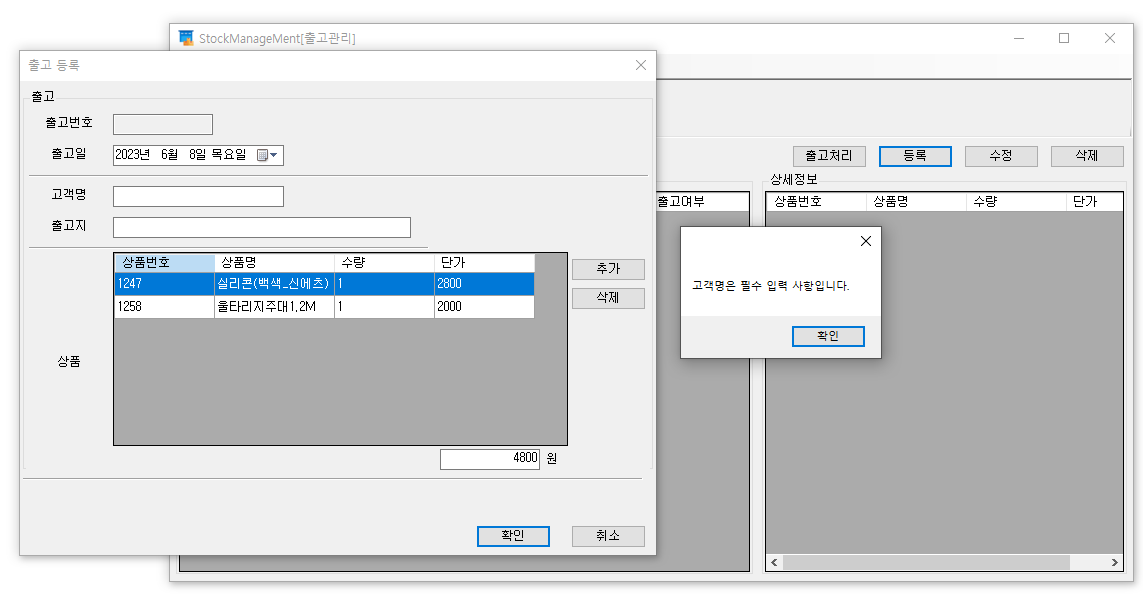 StockManageMent[출고관리]
출고 등록
출고
출고번호
출고일 2023년 6월 8일 목요일
고객명
출고지
상품번호 상품명 수량 단가
1247 실리콘(백색_신에츠) 1 2800
1258 울타리지주대1,2M 1 2000
추가
삭제
상품
4800 원
확인 취소
출고처리 등록 수정 삭제
출고여부
상세정보
상품번호 상품명 수량 단가
고객명은 필수 입력 사항입니다.
확인